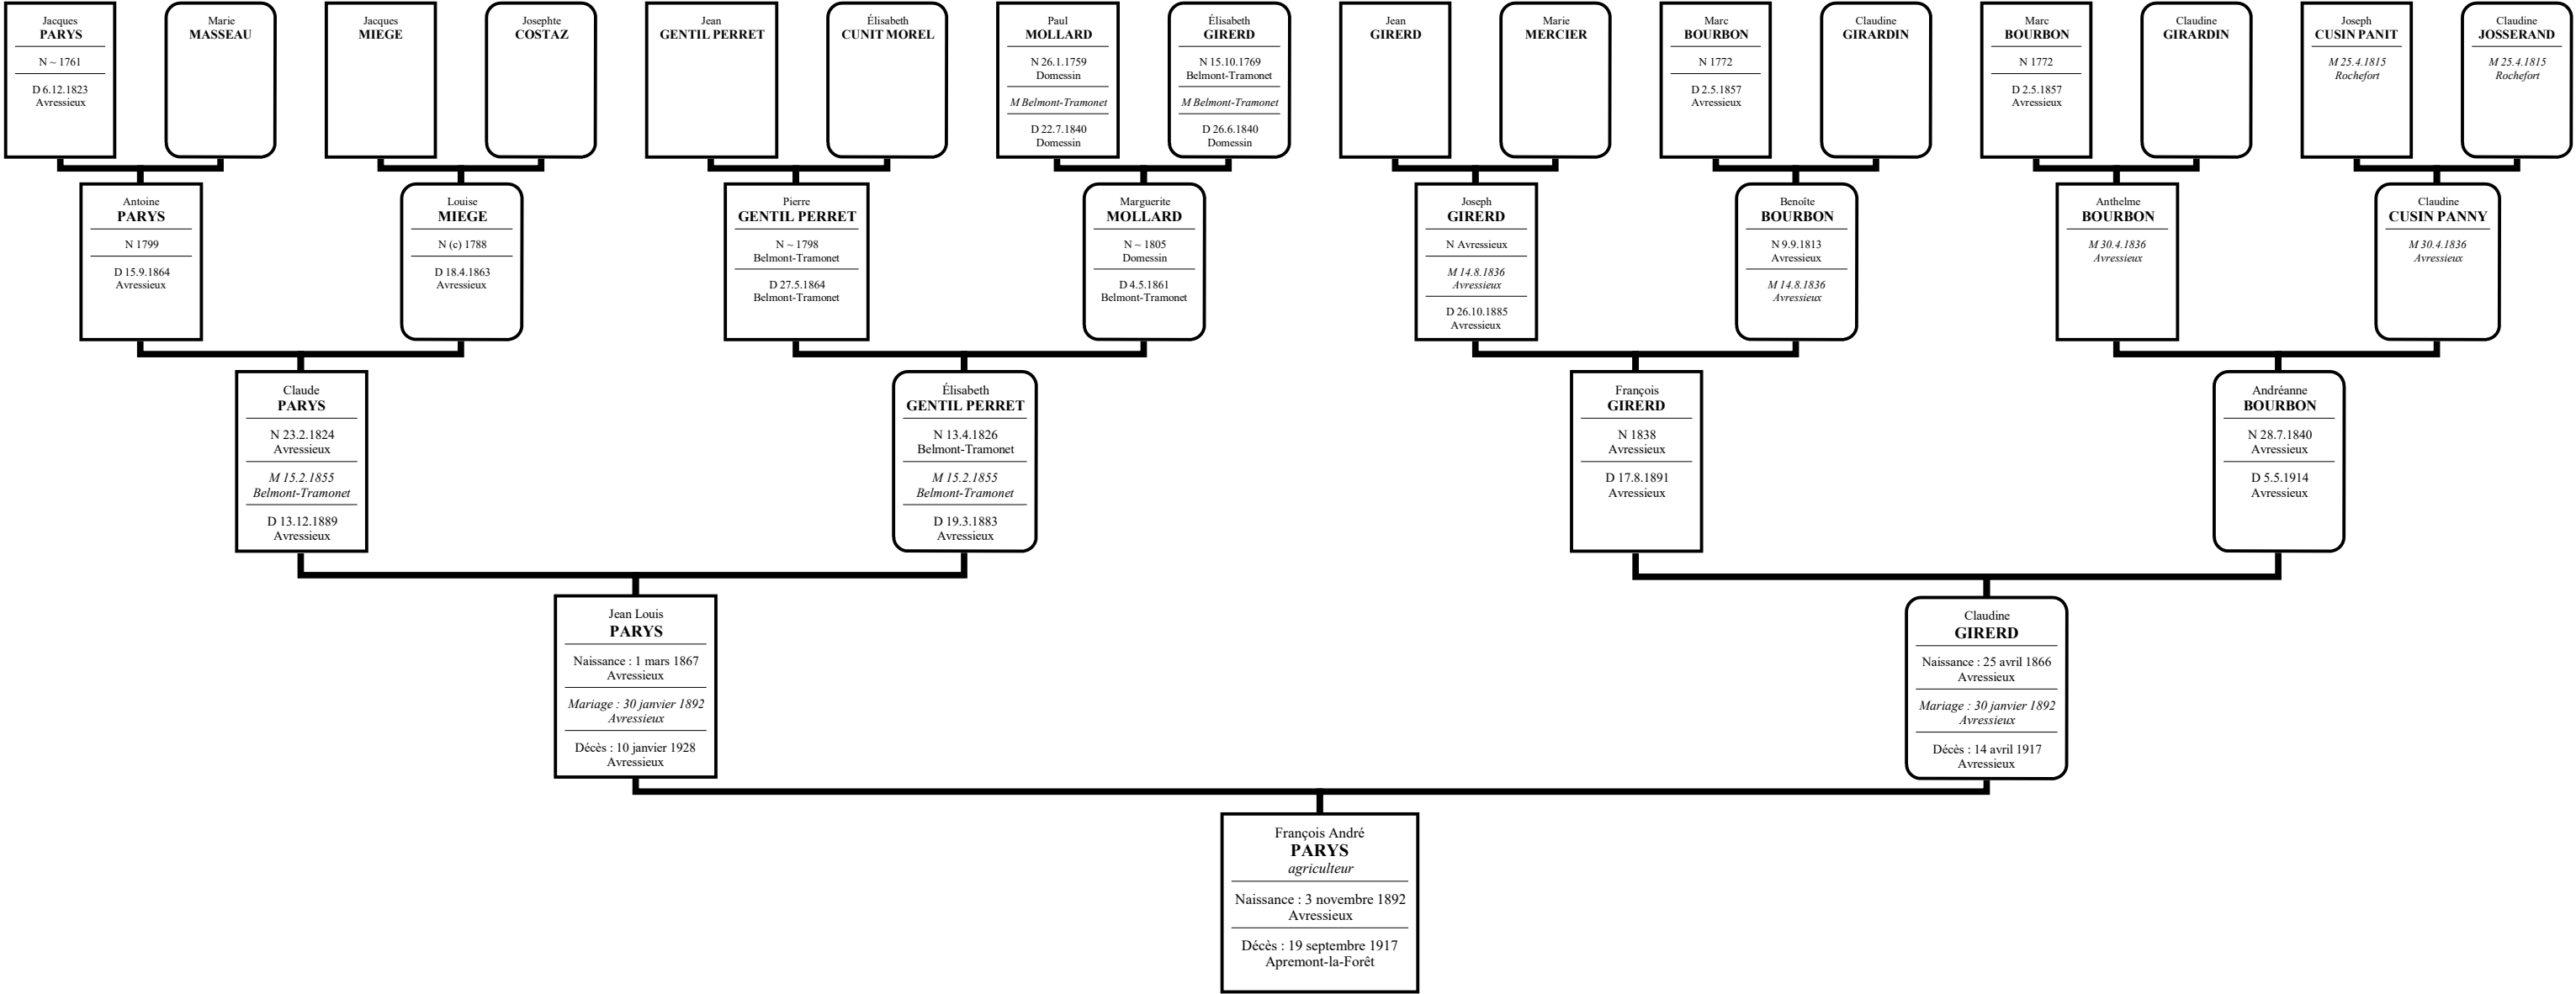 Jacques
PARYS
N ~ 1761
D 6.12.1823
Avressieux
Marie
MASSEAU
Jacques
MIEGE
Josephte
COSTAZ
Jean
GENTIL PERRET
Élisabeth
CUNIT MOREL
Paul
MOLLARD
N 26.1.1759
Domessin
M Belmont-Tramonet
D 22.7.1840
Domessin
Élisabeth
GIRERD
N 15.10.1769
Belmont-Tramonet
M Belmont-Tramonet
D 26.6.1840
Domessin
Jean
GIRERD
Marie
MERCIER
Marc
BOURBON
N 1772
D 2.5.1857
Avressieux
Claudine
GIRARDIN
Marc
BOURBON
N 1772
D 2.5.1857
Avressieux
Claudine
GIRARDIN
Joseph
CUSIN PANIT
M 25.4.1815
Rochefort
Claudine
JOSSERAND
M 25.4.1815
Rochefort
Antoine
PARYS
N 1799
D 15.9.1864
Avressieux
Louise
MIEGE
N (c) 1788
D 18.4.1863
Avressieux
Pierre
GENTIL PERRET
N ~ 1798
Belmont-Tramonet
D 27.5.1864
Belmont-Tramonet
Marguerite
MOLLARD
N ~ 1805
Domessin
D 4.5.1861
Belmont-Tramonet
Joseph
GIRERD
N Avressieux
M 14.8.1836
Avressieux
D 26.10.1885
Avressieux
Benoîte
BOURBON
N 9.9.1813
Avressieux
M 14.8.1836
Avressieux
Anthelme
BOURBON
M 30.4.1836
Avressieux
Claudine
CUSIN PANNY
M 30.4.1836
Avressieux
Claude
PARYS
N 23.2.1824
Avressieux
M 15.2.1855
Belmont-Tramonet
D 13.12.1889
Avressieux
Élisabeth
GENTIL PERRET
N 13.4.1826
Belmont-Tramonet
M 15.2.1855
Belmont-Tramonet
D 19.3.1883
Avressieux
François
GIRERD
N 1838
Avressieux
D 17.8.1891
Avressieux
Andréanne
BOURBON
N 28.7.1840
Avressieux
D 5.5.1914
Avressieux
Jean Louis
PARYS
Naissance : 1 mars 1867
Avressieux
Mariage : 30 janvier 1892
Avressieux
Décès : 10 janvier 1928
Avressieux
Claudine
GIRERD
Naissance : 25 avril 1866
Avressieux
Mariage : 30 janvier 1892
Avressieux
Décès : 14 avril 1917
Avressieux
François André
PARYS
agriculteur
Naissance : 3 novembre 1892
Avressieux
Décès : 19 septembre 1917
Apremont-la-Forêt